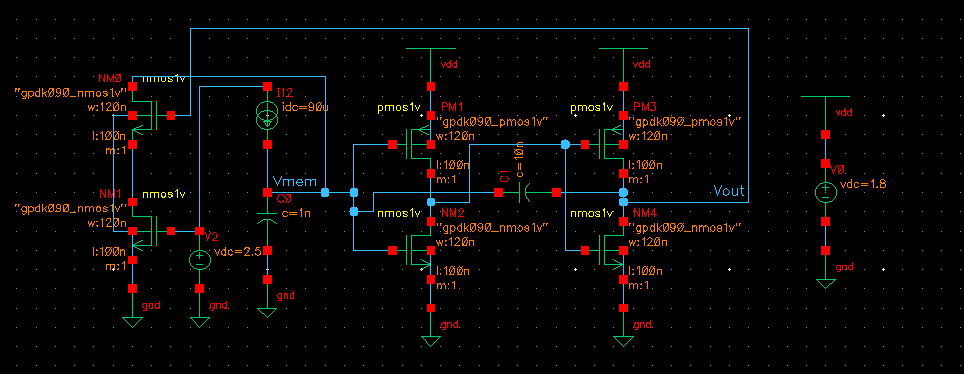 NM0 nmos1v
"gpdk090_nmos1v"
w:120n
l:100n
m:1
NM1 nmos1v
"gpdk090_nmos1v"
w:120n
l:100n
m:1
gnd
V2
vdc=2.5
gnd
I12
idc=90u
Vmem
C0
c=1n
gnd
vdd
pmos1v PM1
"gpdk090_pmos1v"
w:120n
l:100n
m:1
nmos1v NM2
"gpdk090_nmos1v"
w:120n
l:100n
m:1
gnd
C1
c=10n
vdd
pmos1v PM3
"gpdk090_pmos1v"
w:120n
l:100n
m:1
Vout
nmos1v NM4
"gpdk090_nmos1v"
w:120n
l:100n
m:1
gnd
vdd
V0
vdc=1.8
gnd